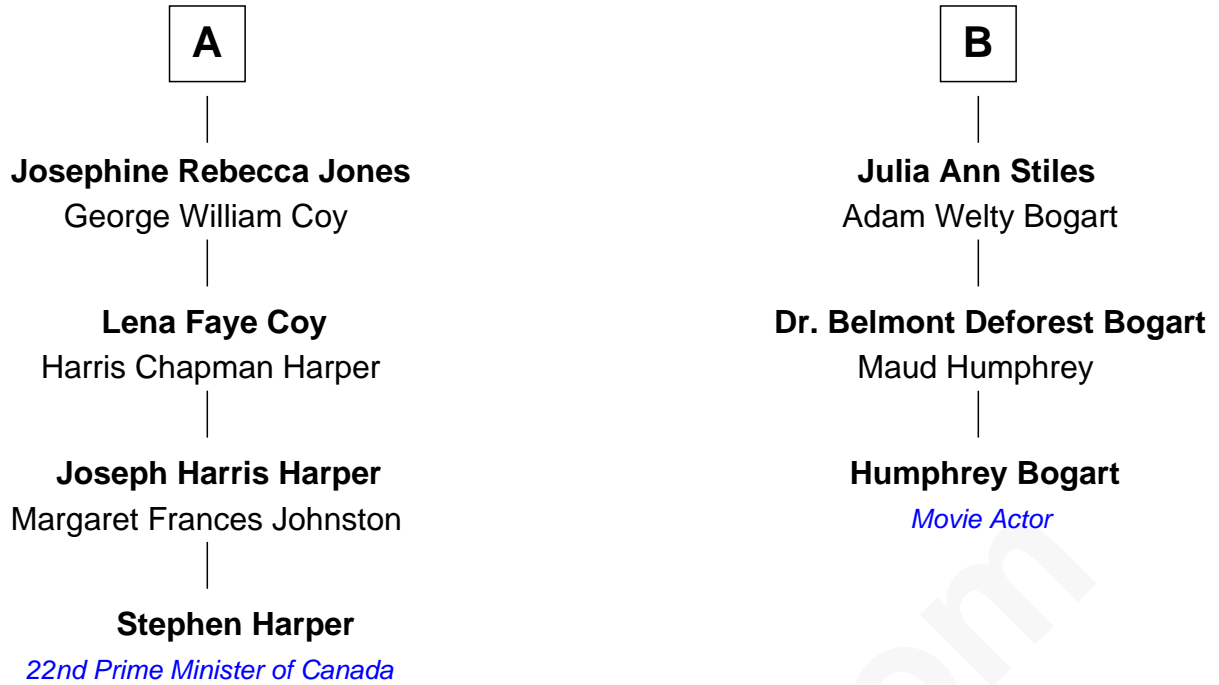 A
Josephine Rebecca Jones
George William Coy
Lena Faye Coy
Harris Chapman Harper
Joseph Harris Harper
Margaret Frances Johnston
Stephen Harper
22nd Prime Minister of Canada
B
Julia Ann Stiles
Adam Welty Bogart
Dr. Belmont Deforest Bogart
Maud Humphrey
Humphrey Bogart
Movie Actor
om